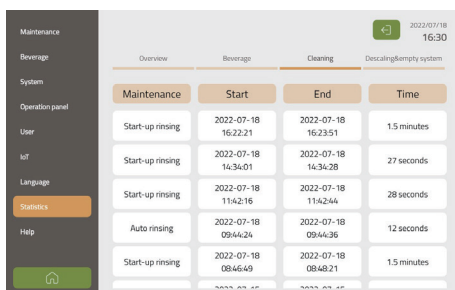 Maintenance
Beverage
System
Operation panel
User
IoT
Language
Statistics
Help
2022/07/18
16:30
Overview Beverage Cleaning Descaling&empty system
Maintenance Start End Time
Start-up rinsing 2022-07-18 16:22:21 2022-07-18 16:23:51 1.5 minutes
Start-up rinsing 2022-07-18 14:34:01 2022-07-18 14:34:28 27 seconds
Start-up rinsing 2022-07-18 11:42:16 2022-07-18 11:42:44 28 seconds
Auto rinsing 2022-07-18 09:44:24 2022-07-18 09:44:36 12 seconds
Start-up rinsing 2022-07-18 08:46:49 2022-07-18 08:48:21 1.5 minutes